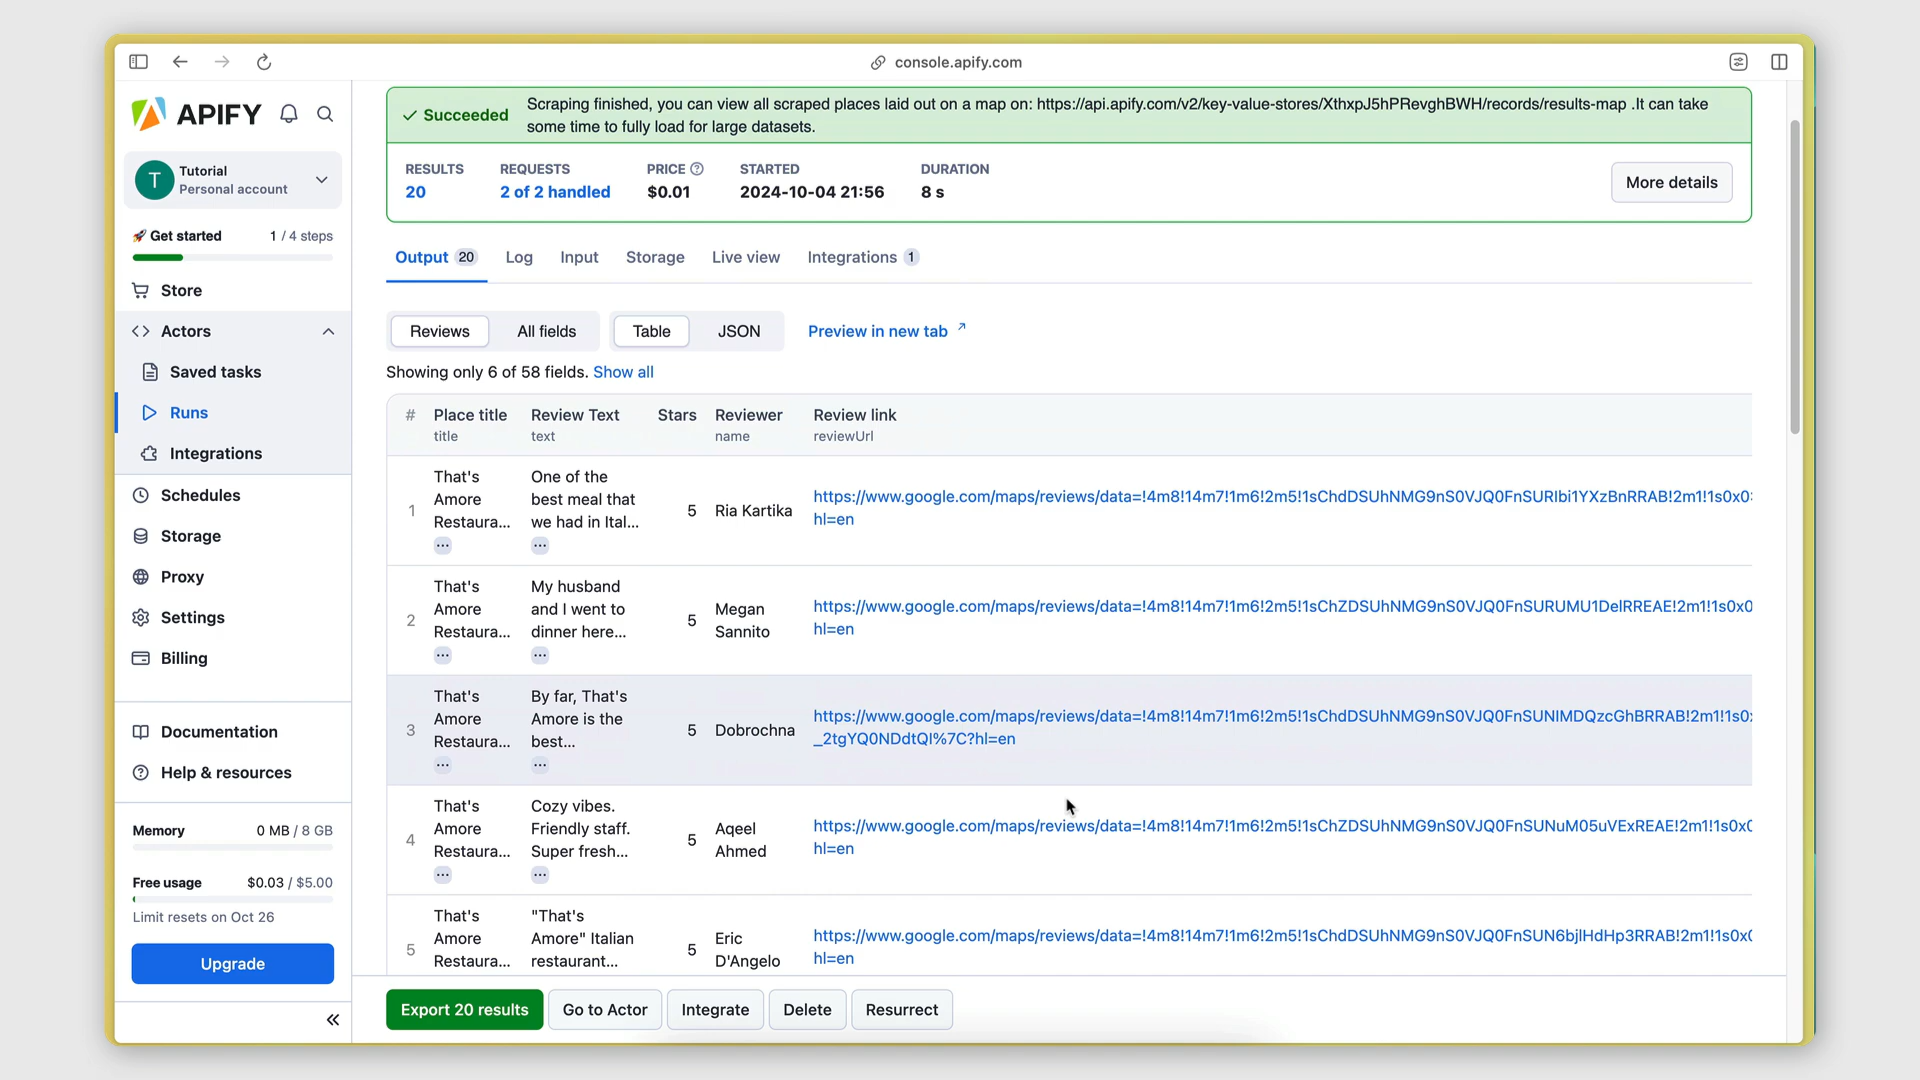 console.apify.com
APIFY
T
Tutorial
Personal account
Get started 1 / 4 steps
Store
Actors
Saved tasks
Runs
Integrations
Schedules
Storage
Proxy
Settings
Billing
Documentation
Help & resources
Memory 0 MB / 8 GB
Free usage $0.03 / $5.00
Limit resets on Oct 26
Upgrade
Succeeded
Scraping finished, you can view all scraped places laid out on a map on: https://api.apify.com/v2/key-value-stores/XthxpJ5hPRevghBWH/records/results-map .It can take
some time to fully load for large datasets.
RESULTS REQUESTS PRICE STARTED DURATION
20 2 of 2 handled $0.01 2024-10-04 21:56 8 s
More details
Output 20 Log Input Storage Live view Integrations 1
Reviews All fields Table JSON Preview in new tab
Showing only 6 of 58 fields. Show all
# Place title Review Text Stars Reviewer Review link
title text name reviewUrl
1
That's
Amore
Restaura...
...
One of the
best meal that
we had in Ital...
...
5
Ria Kartika
https://www.google.com/maps/reviews/data=!4m8!14m7!1m6!2m5!1sChdDSUhNMG9nS0VJQ0FnSURIbi1YXzBnRRAB!2m1!1s0x0:
hl=en
2
That's
Amore
Restaura...
...
My husband
and I went to
dinner here...
...
5
Megan
Sannito
https://www.google.com/maps/reviews/data=!4m8!14m7!1m6!2m5!1sChZDSUhNMG9nS0VJQ0FnSURUMU1DelRREAE!2m1!1s0x0
hl=en
3
That's
Amore
Restaura...
...
By far, That's
Amore is the
best...
...
5
Dobrochna
https://www.google.com/maps/reviews/data=!4m8!14m7!1m6!2m5!1sChdDSUhNMG9nS0VJQ0FnSUNIMDQzcGhBRRAB!2m1!1s0
_2tgYQ0NDdtQI%7C?hl=en
4
That's
Amore
Restaura...
...
Cozy vibes.
Friendly staff.
Super fresh...
...
5
Aqeel
Ahmed
https://www.google.com/maps/reviews/data=!4m8!14m7!1m6!2m5!1sChZDSUhNMG9nS0VJQ0FnSUNuM05uVExREAE!2m1!1s0x0
hl=en
5
That's
Amore
Restaura...
"That's
Amore" Italian
restaurant...
5
Eric
D'Angelo
https://www.google.com/maps/reviews/data=!4m8!14m7!1m6!2m5!1sChdDSUhNMG9nS0VJQ0FnSUN6bjlHdHp3RRAB!2m1!1s0x0
hl=en
Export 20 results Go to Actor Integrate Delete Resurrect